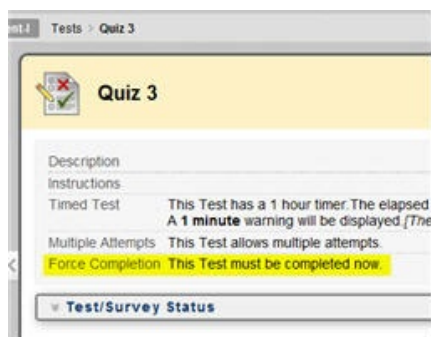 Tests > Quiz 3
Quiz 3
Description
Instructions
Timed Test This Test has a 1 hour timer. The elapsed
A 1 minute warning will be displayed. [The
Multiple Attempts This Test allows multiple attempts.
Force Completion This Test must be completed now.
Test/Survey Status